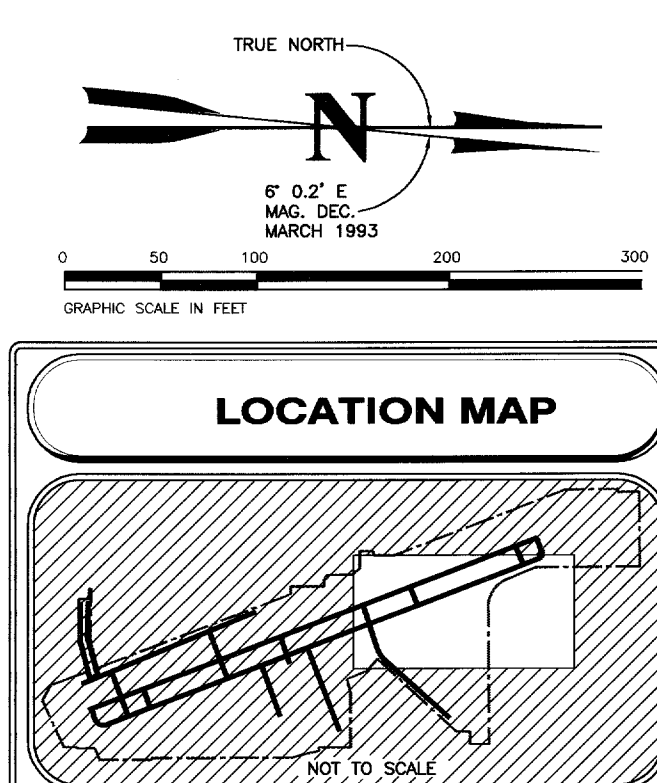 TRUE NORTH
N
6° 0.2' E
MAG. DEC.
MARCH 1993
0 50 100 200 300
GRAPHIC SCALE IN FEET
LOCATION MAP
NOT TO SCALE